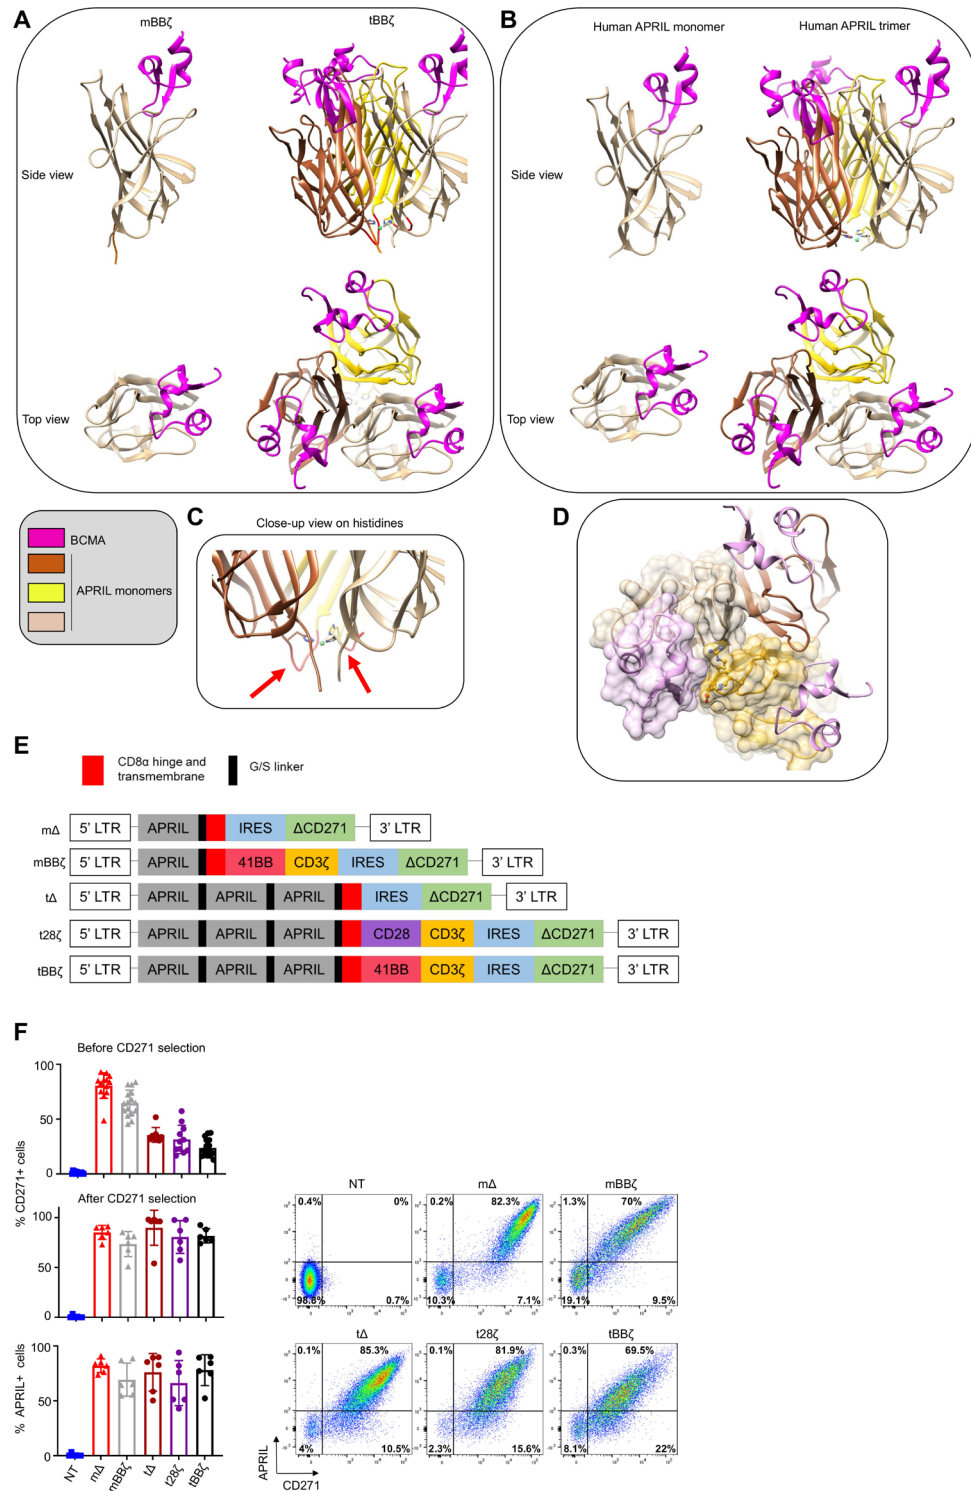 A
mBBζ
tBBζ
Side view
Top view
B
Human APRIL monomer
Human APRIL trimer
Side view
Top view
BCMA
APRIL monomers
C
Close-up view on histidines
D
E
CD8α hinge and
transmembrane
G/S linker
mΔ 5' LTR APRIL IRES ΔCD271 3' LTR
mBBζ 5' LTR APRIL 41BB CD3ζ IRES ΔCD271 3' LTR
tΔ 5' LTR APRIL APRIL APRIL IRES ΔCD271 3' LTR
t28ζ 5' LTR APRIL APRIL APRIL CD28 CD3ζ IRES ΔCD271 3' LTR
tBBζ 5' LTR APRIL APRIL APRIL 41BB CD3ζ IRES ΔCD271 3' LTR
F
Before CD271 selection
100
50
0
% CD271+ cells
After CD271 selection
100
50
0
% APRIL+ cells
100
50
0
NT mΔ mBBζ tΔ t28ζ tBBζ
NT mΔ mBBζ
0.4% 0% 0.2% 82.3% 1.3% 70%
98.8% 0.7% 10.3% 7.1% 19.1% 9.5%
tΔ t28ζ tBBζ
0.1% 85.3% 0.1% 81.9% 0.3% 69.5%
4% 10.5% 2.3% 15.6% 8.1% 22%
APRIL
CD271